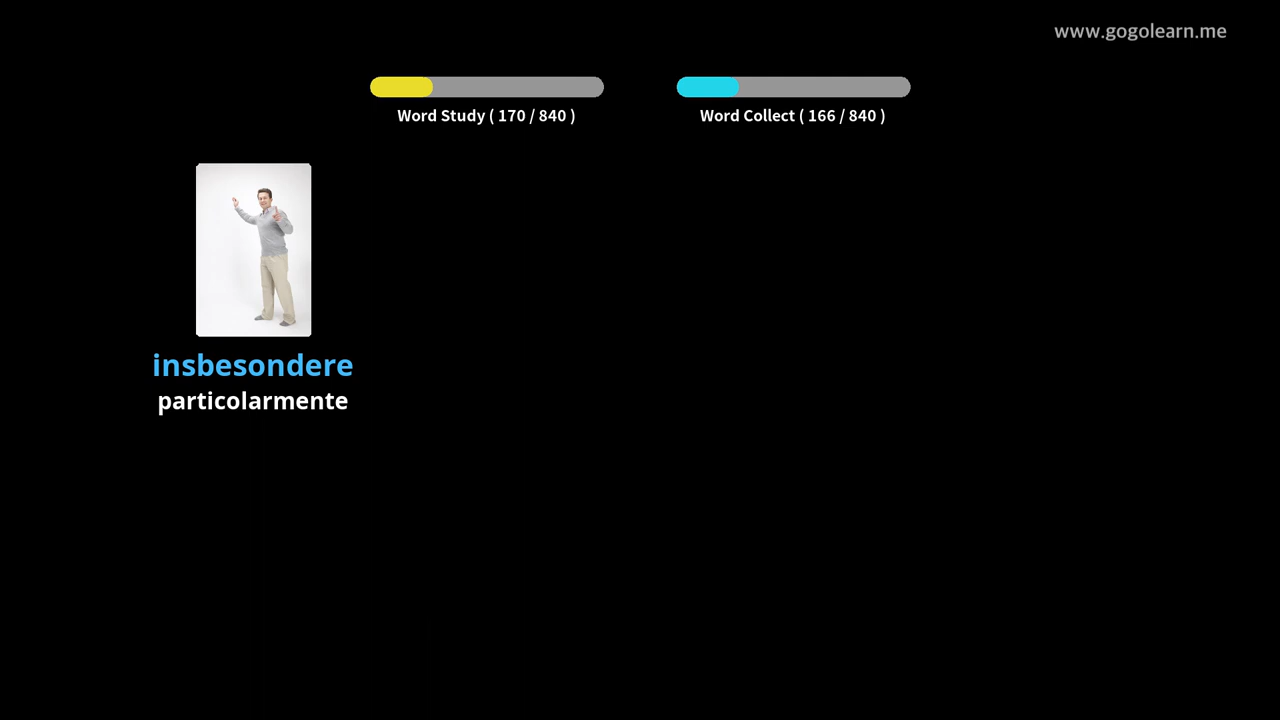 www.gogolearn.me
Word Study ( 170 / 840 )
Word Collect ( 166 / 840 )
insbesondere
particolarmente